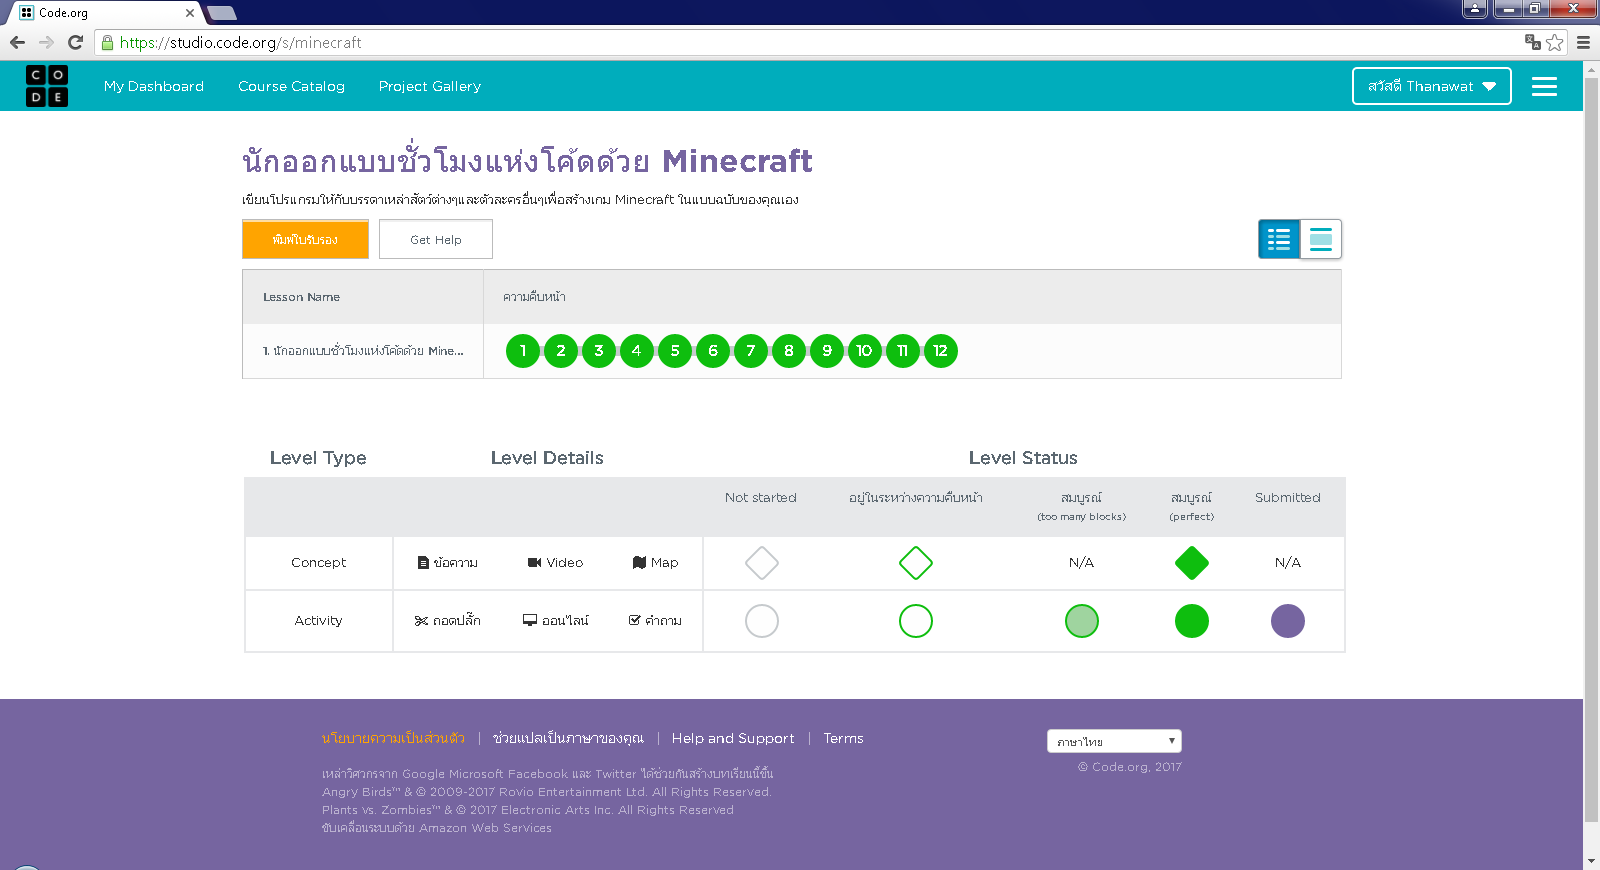 Code.org
https://studio.code.org/s/minecraft
CODE My Dashboard Course Catalog Project Gallery สวัสดี Thanawat
นักออกแบบชั่วโมงแห่งโค้ดด้วย Minecraft
เขียนโปรแกรมให้กับบรรดาเหล่าสัตว์ต่างๆและตัวละครอื่นๆเพื่อสร้างเกม Minecraft ในแบบฉบับของคุณเอง
พิมพ์ใบรับรอง Get Help
Lesson Name ความคืบหน้า
1. นักออกแบบชั่วโมงแห่งโค้ดด้วย Mine... 1 2 3 4 5 6 7 8 9 10 11 12
Level Type Level Details Level Status
Not started อยู่ในระหว่างความคืบหน้า สมบูรณ์ (too many blocks) สมบูรณ์ (perfect) Submitted
Concept ข้อความ Video Map N/A N/A
Activity ถอดปลั๊ก ออนไลน์ คำถาม
นโยบายความเป็นส่วนตัว | ช่วยแปลเป็นภาษาของคุณ | Help and Support | Terms
ภาษาไทย
© Code.org, 2017
เหล่าวิศวกรจาก Google Microsoft Facebook และ Twitter ได้ช่วยกันสร้างบทเรียนนี้ขึ้น
Angry Birds™ & © 2009-2017 Rovio Entertainment Ltd. All Rights Reserved.
Plants vs. Zombies™ & © 2017 Electronic Arts Inc. All Rights Reserved
ขับเคลื่อนระบบด้วย Amazon Web Services